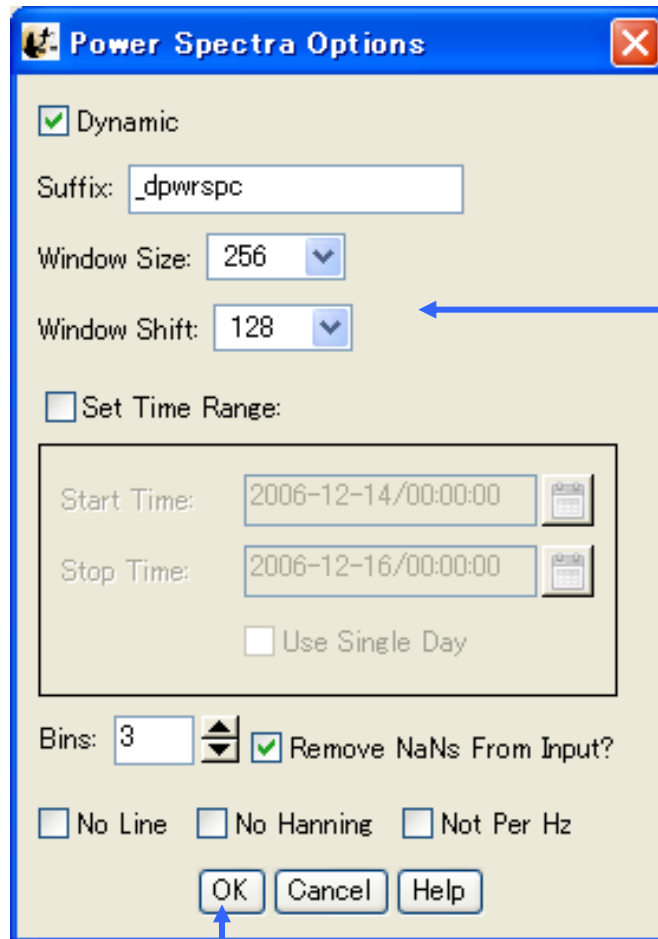 Power Spectra Options
Dynamic
Suffix: _dpwrspc
Window Size: 256
Window Shift: 128
Set Time Range:
Start Time: 2006-12-14/00:00:00
Stop Time: 2006-12-16/00:00:00
Use Single Day
Bins: 3 Remove NaNs From Input?
No Line No Hanning Not Per Hz
OK Cancel Help